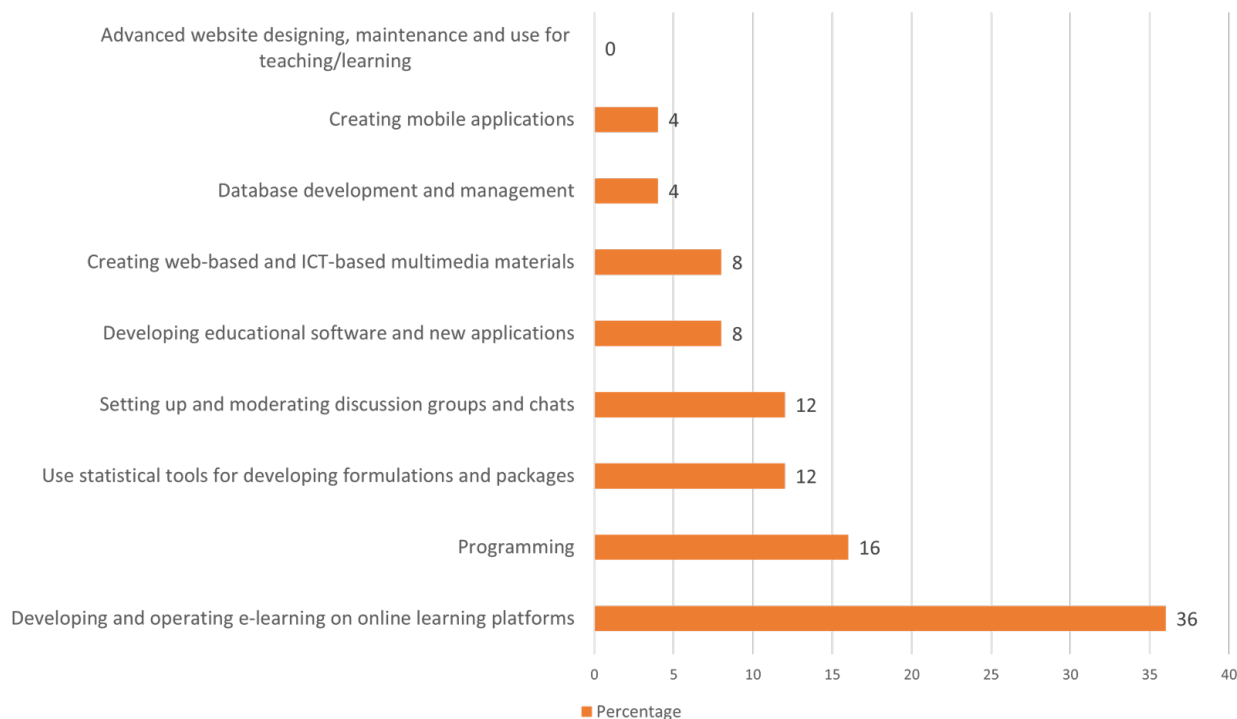 Advanced website designing, maintenance and use for
teaching/learning
0
Creating mobile applications
4
Database development and management
4
Creating web-based and ICT-based multimedia materials
8
Developing educational software and new applications
8
Setting up and moderating discussion groups and chats
12
Use statistical tools for developing formulations and packages
12
Programming
16
Developing and operating e-learning on online learning platforms
36
0 5 10 15 20 25 30 35 40
Percentage